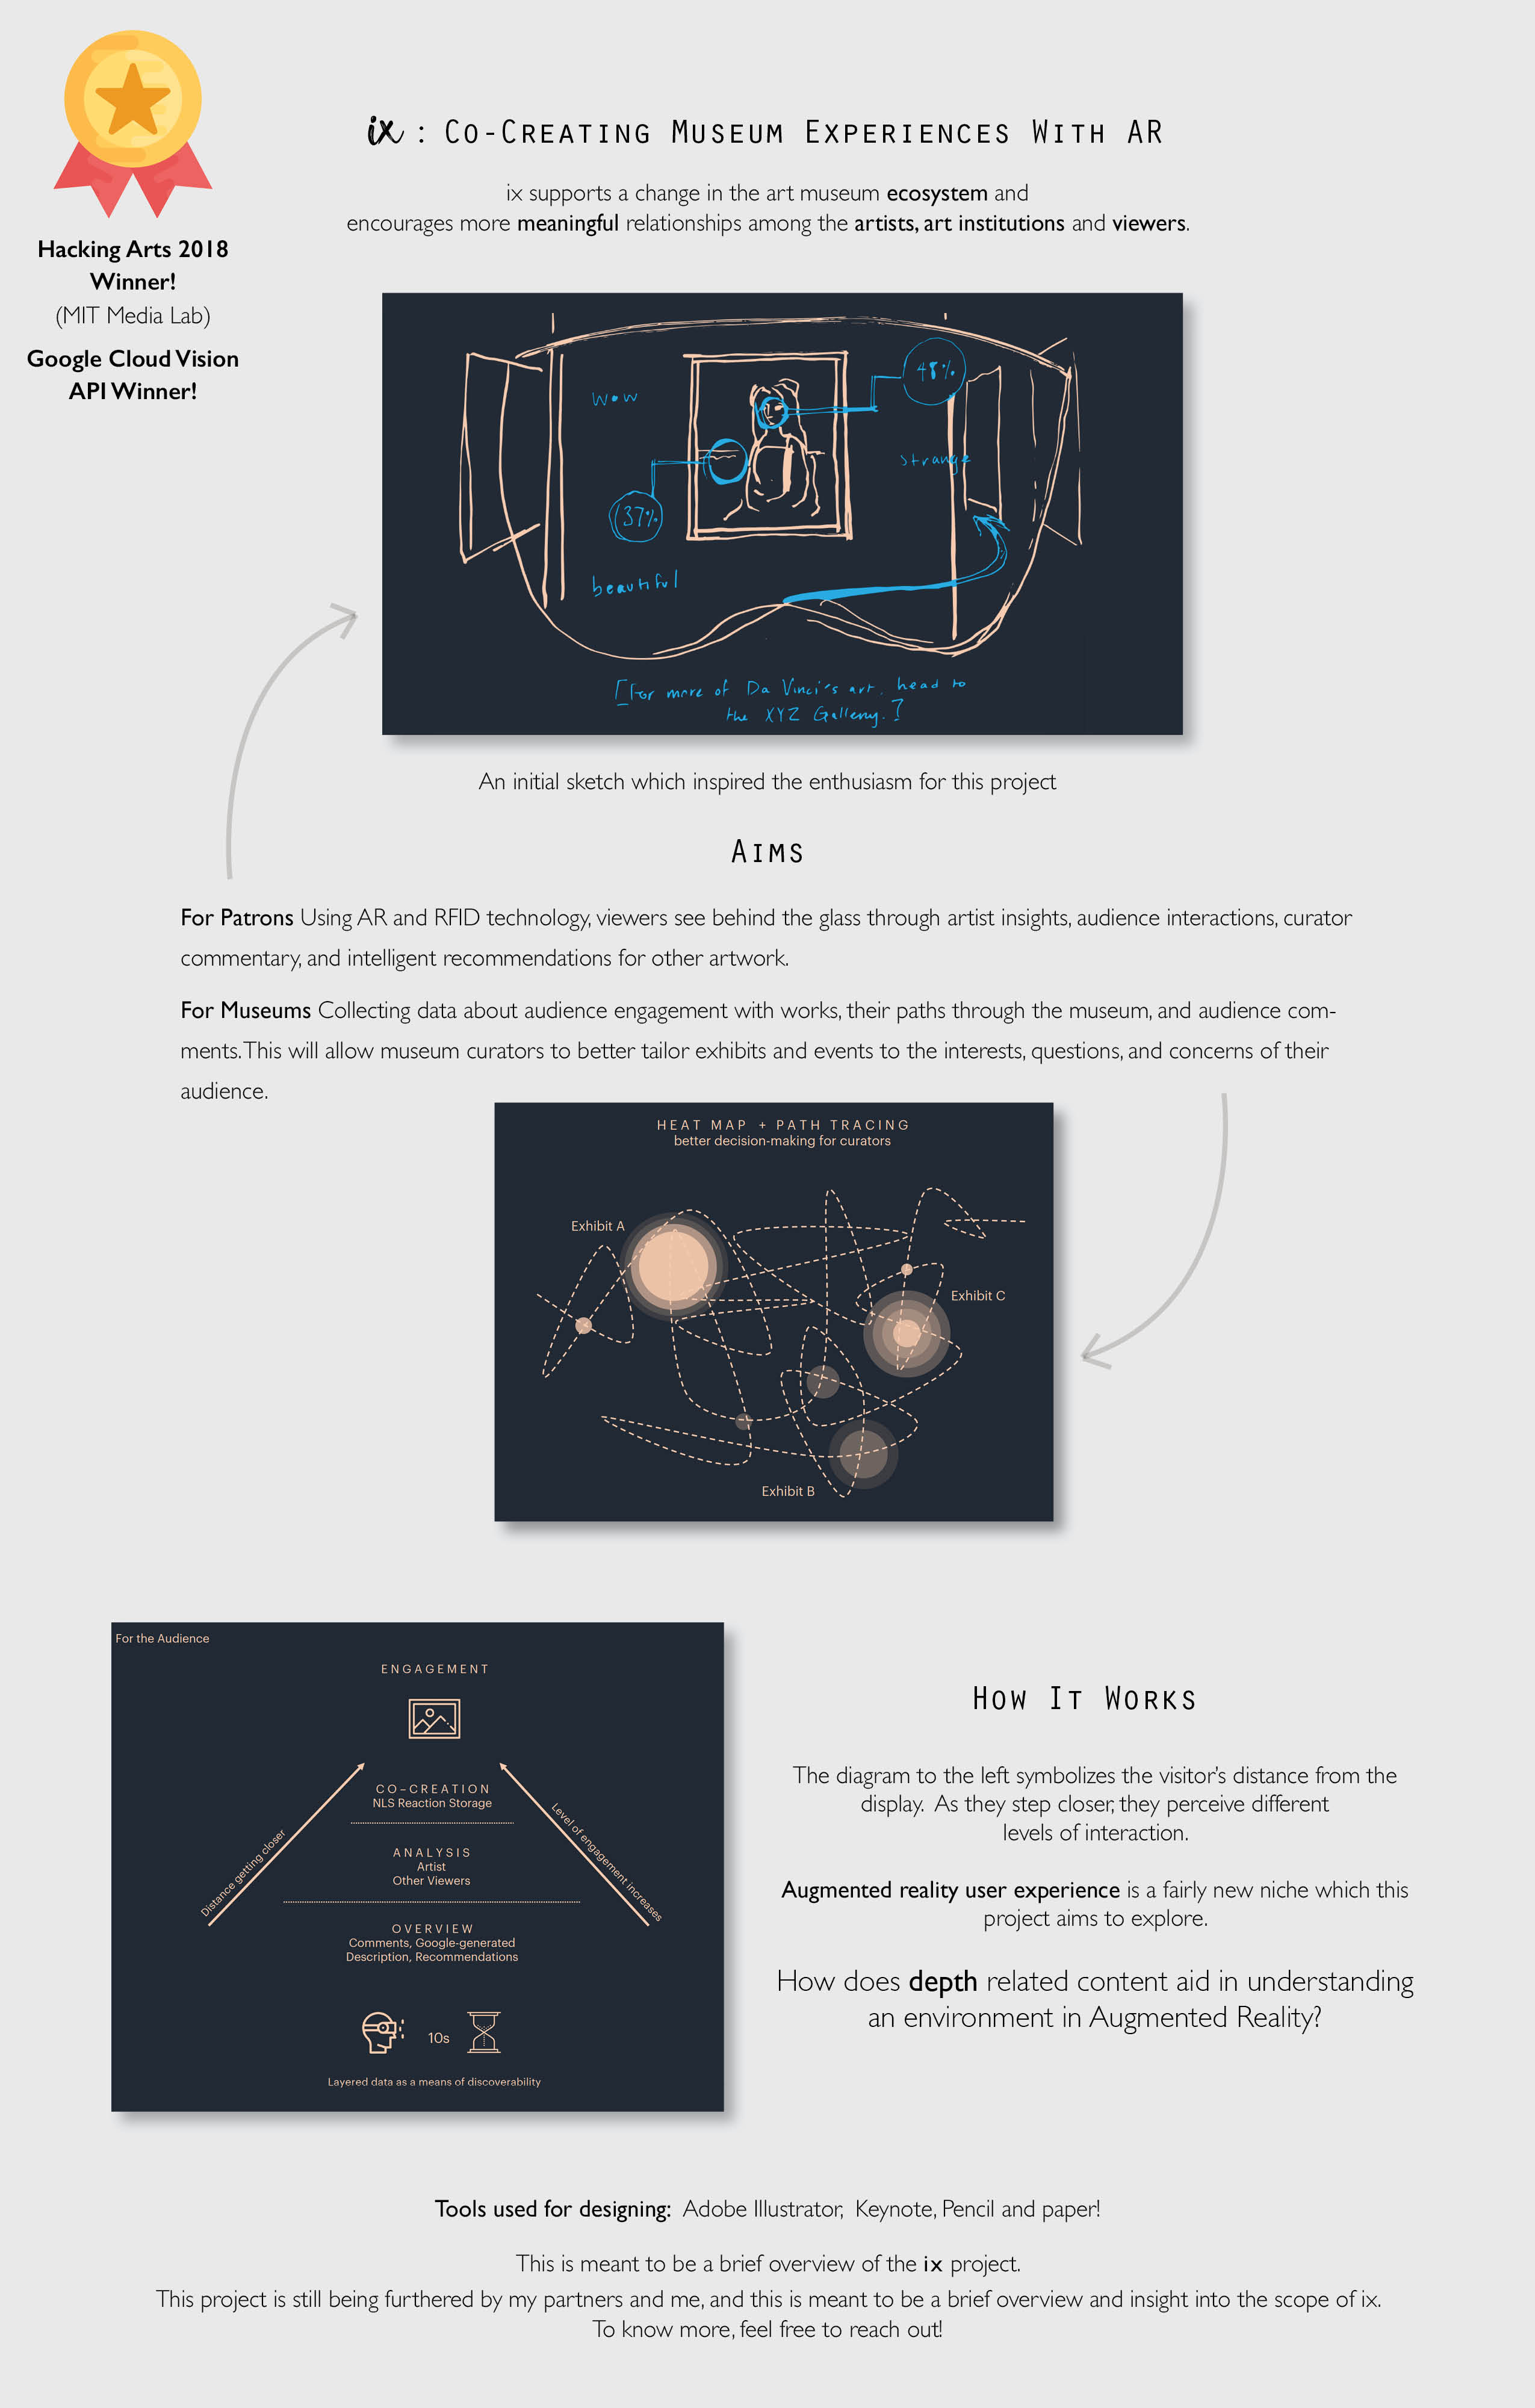 Hacking Arts 2018
Winner!
(MIT Media Lab)
Google Cloud Vision
API Winner!
ix : Co-Creating Museum Experiences With AR
ix supports a change in the art museum ecosystem and
encourages more meaningful relationships among the artists, art institutions and viewers.
wow
48%
strange
37%
beautiful
[For more of Da Vinci's art, head to
the XYZ Gallery.]
An initial sketch which inspired the enthusiasm for this project
Aims
For Patrons Using AR and RFID technology, viewers see behind the glass through artist insights, audience interactions, curator
commentary, and intelligent recommendations for other artwork.
For Museums Collecting data about audience engagement with works, their paths through the museum, and audience com-
ments. This will allow museum curators to better tailor exhibits and events to the interests, questions, and concerns of their
audience.
HEAT MAP + PATH TRACING
better decision-making for curators
Exhibit A
Exhibit C
Exhibit B
For the Audience
ENGAGEMENT
CO–CREATION
NLS Reaction Storage
Distance getting closer
Level of engagement increases
ANALYSIS
Artist
Other Viewers
OVERVIEW
Comments, Google-generated
Description, Recommendations
10s
Layered data as a means of discoverability
How It Works
The diagram to the left symbolizes the visitor's distance from the
display. As they step closer, they perceive different
levels of interaction.
Augmented reality user experience is a fairly new niche which this
project aims to explore.
How does depth related content aid in understanding
an environment in Augmented Reality?
Tools used for designing: Adobe Illustrator, Keynote, Pencil and paper!
This is meant to be a brief overview of the ix project.
This project is still being furthered by my partners and me, and this is meant to be a brief overview and insight into the scope of ix.
To know more, feel free to reach out!